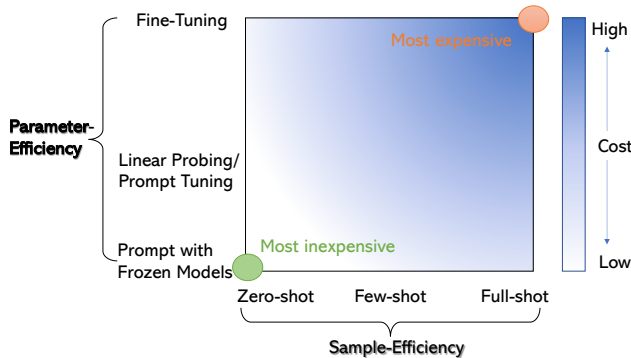 Fine-Tuning
Most expensive
High
Parameter-
Efficiency
Linear Probing/
Prompt Tuning
Cost
Prompt with
Frozen Models
Most inexpensive
Low
Zero-shot
Few-shot
Full-shot
Sample-Efficiency